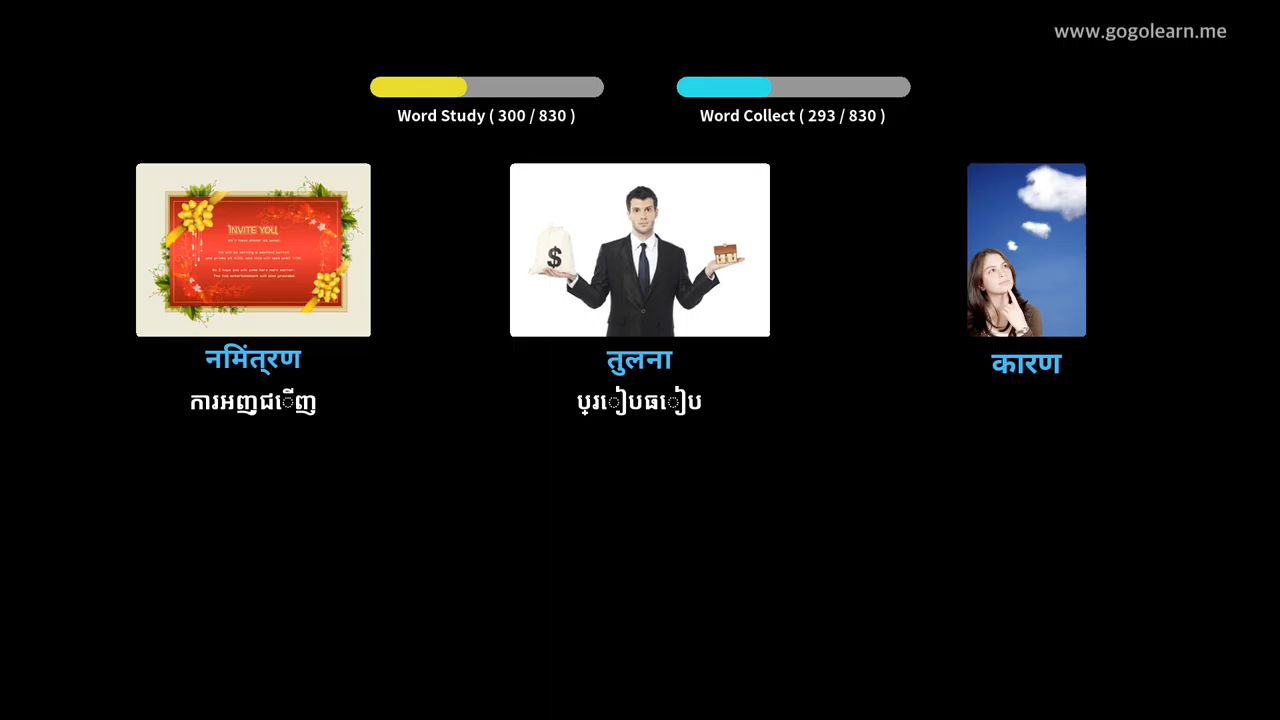 www.gogolearn.me
Word Study ( 300 / 830 )
Word Collect ( 293 / 830 )
INVITE YOU
नमिंत्रण
तुलना
कारण
ការអញ្ជើញ
ប្រៀបធៀប
$